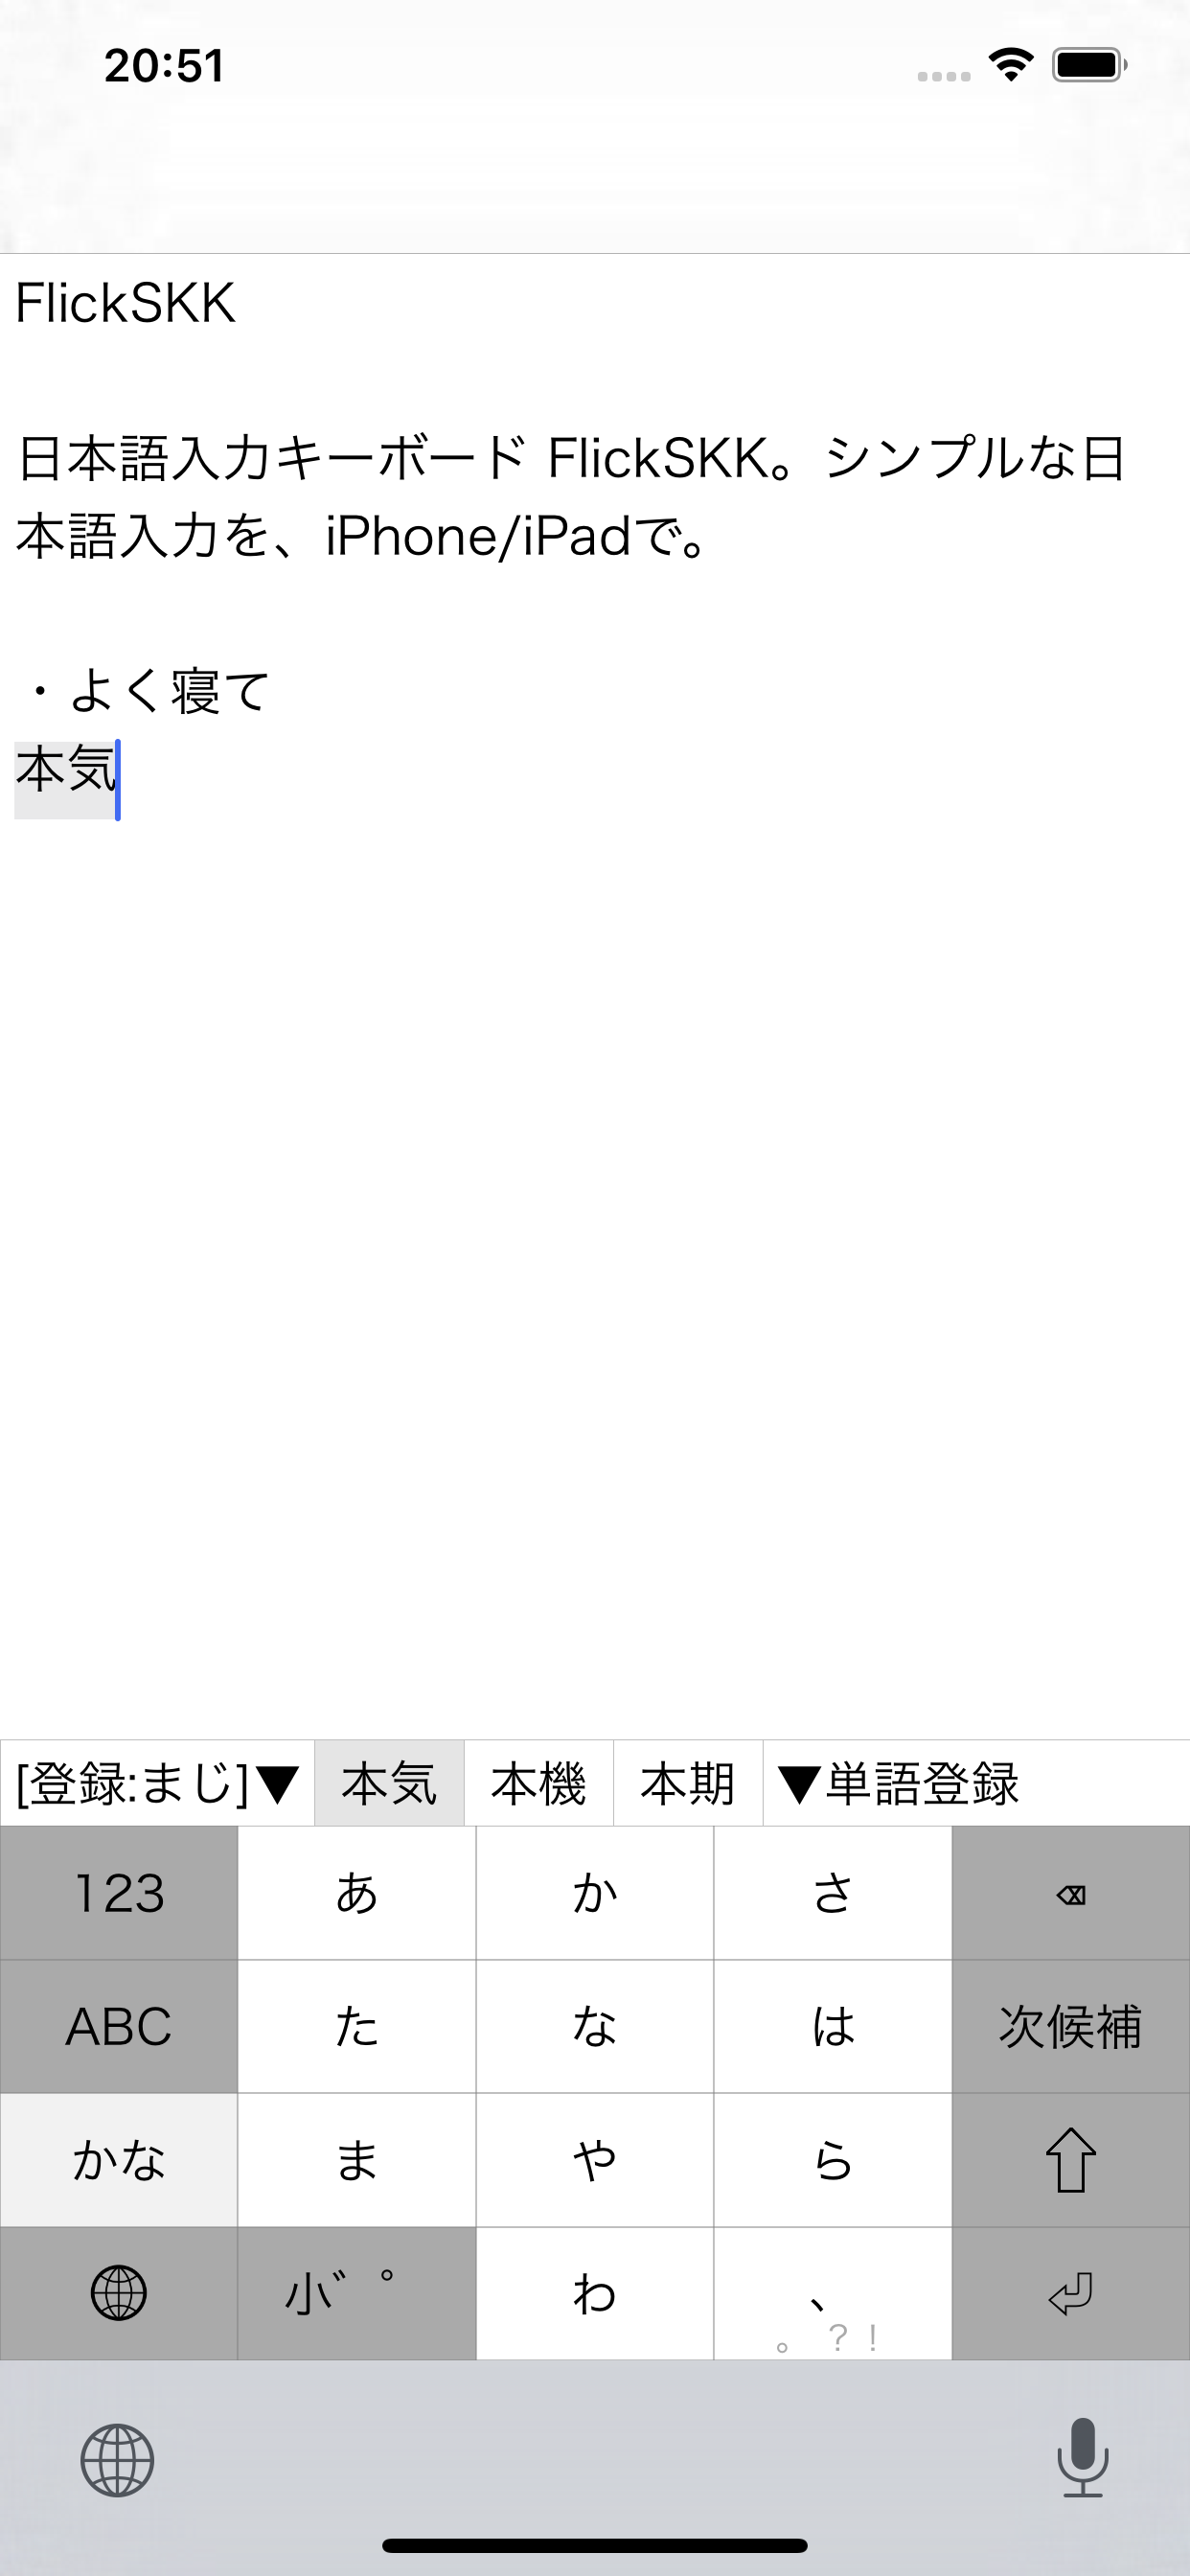 20:51
FlickSKK
日本語入力キーボード FlickSKK。シンプルな日
本語入力を、iPhone/iPadで。
・よく寝て
本気
[登録:まじ]▼ 本気 本機 本期 ▼単語登録
123 あ か さ
ABC た な は 次候補
かな ま や ら
小゛゜ わ 、
。?!